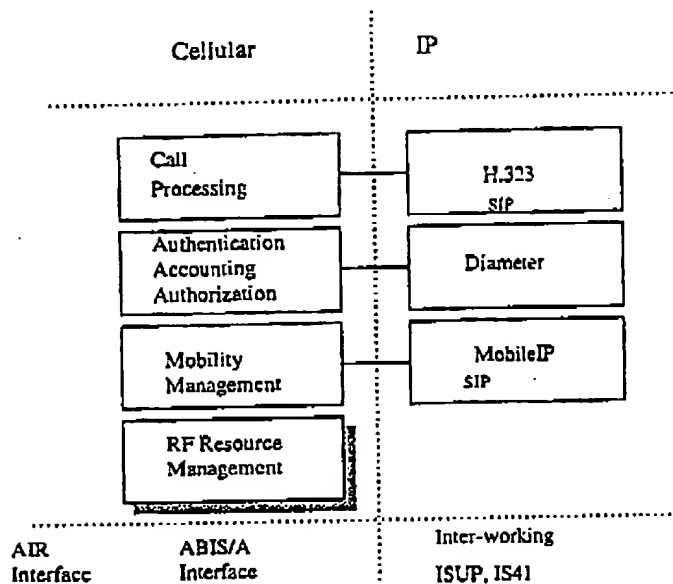 Cellular
IP
Call
Processing
H.323
SIP
Authentication
Accounting
Authorization
Diameter
Mobility
Management
MobileIP
SIP
RF Resource
Management
AIR
Interface
ABIS/A
Interface
Inter-working
ISUP, IS41